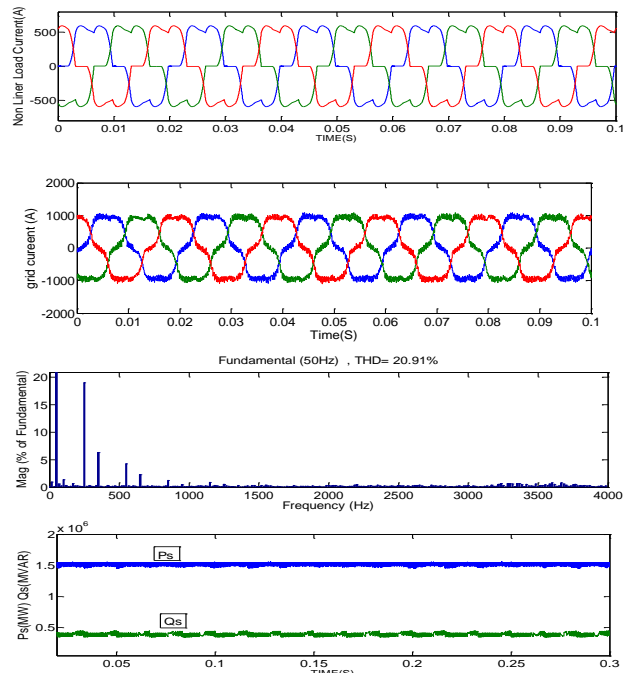 Non Liner Load Current(A)
500
0
-500
0 0.01 0.02 0.03 0.04 0.05 0.06 0.07 0.08 0.09 0.1
TIME(S)
grid cureent (A)
2000
1000
0
-1000
-2000
0 0.01 0.02 0.03 0.04 0.05 0.06 0.07 0.08 0.09 0.1
Time(S)
Fundamental (50Hz) , THD= 20.91%
Mag (% of Fundamental)
20
15
10
5
0
0 500 1000 1500 2000 2500 3000 3500 4000
Frequency (Hz)
Ps(MW) Qs(MVAR)
2 x 10^6
1.5
1
0.5
Ps
Qs
0.05 0.1 0.15 0.2 0.25 0.3
TIME(S)